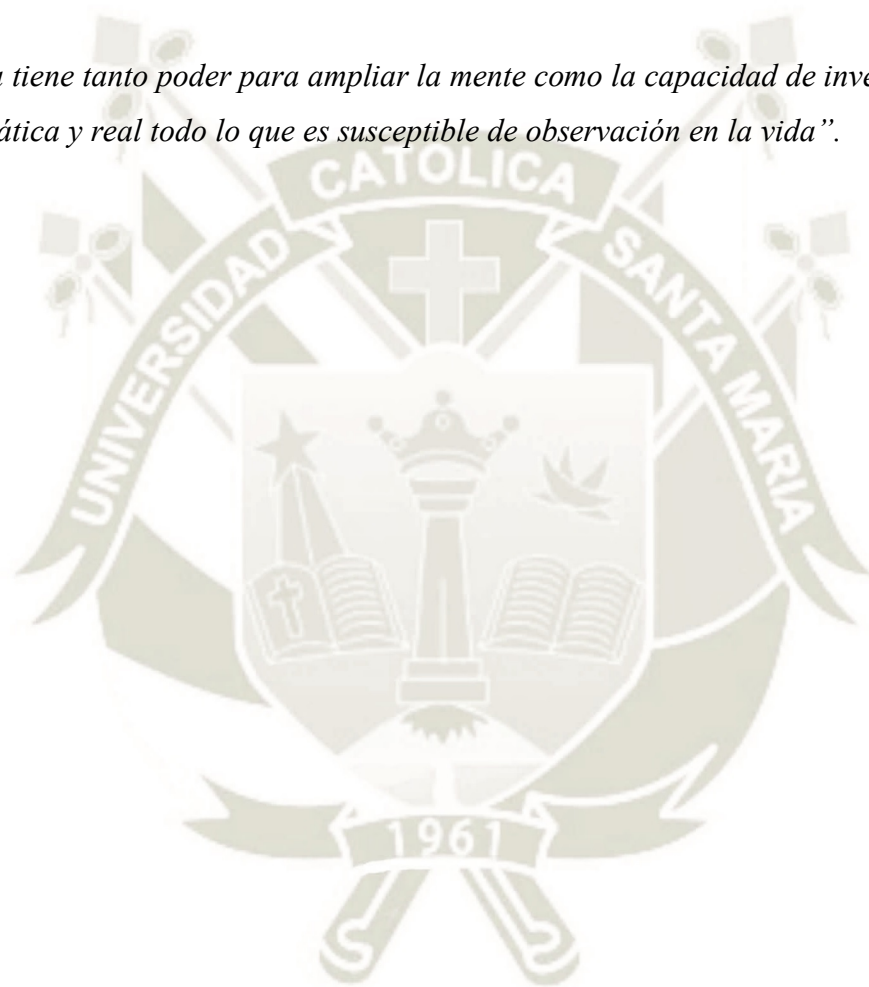 tiene tanto poder para ampliar la mente como la capacidad de
ática y real todo lo que es susceptible de observación en la vida”.
CATOLICA
UNIVERSIDAD
SANTA MARIA
1961